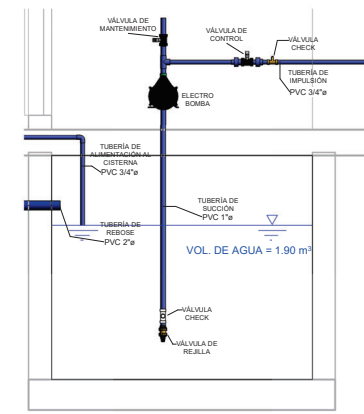 VÁLVULA DE
MANTENIMIENTO
VÁLVULA DE
CONTROL
VÁLVULA
CHECK
TUBERÍA DE
IMPULSIÓN
PVC 3/4"ø
ELECTRO
BOMBA
TUBERÍA DE
ALIMENTACIÓN AL
CISTERNA
PVC 3/4"ø
TUBERÍA DE
SUCCIÓN
PVC 1"ø
TUBERÍA DE
REBOSE
PVC 2"ø
VOL. DE AGUA = 1.90 m³
VÁLVULA
CHECK
VÁLVULA DE
REJILLA